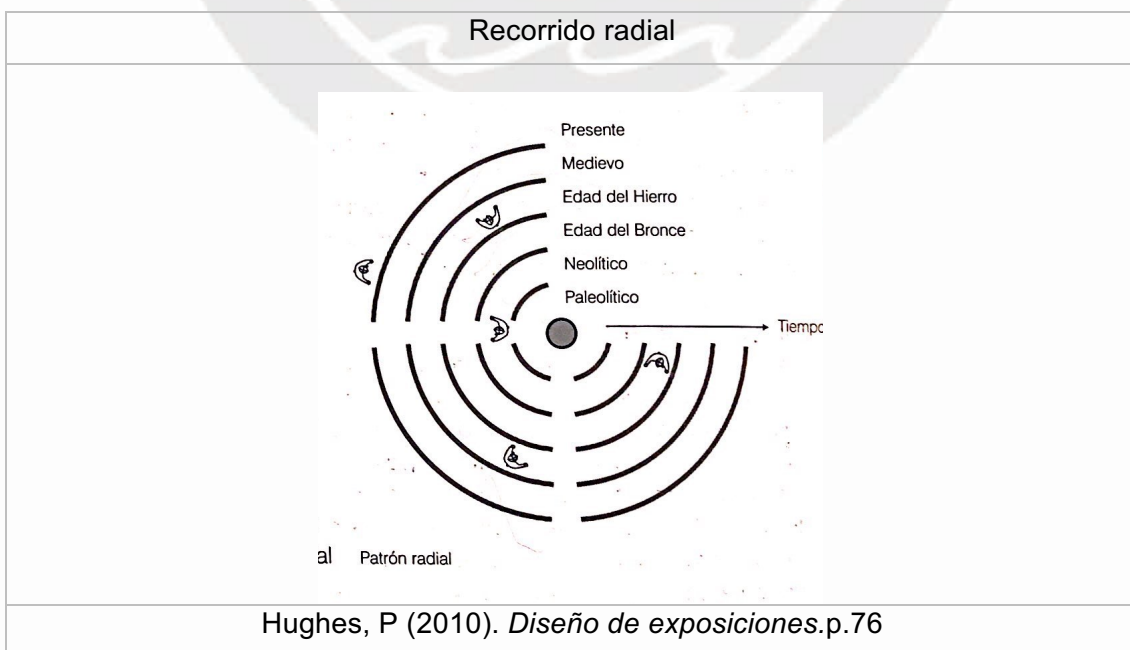 Recorrido radial
Presente
Medievo
Edad del Hierro
Edad del Bronce
Neolítico
Paleolítico
Tiempo
al Patrón radial
Hughes, P (2010). Diseño de exposiciones.p.76